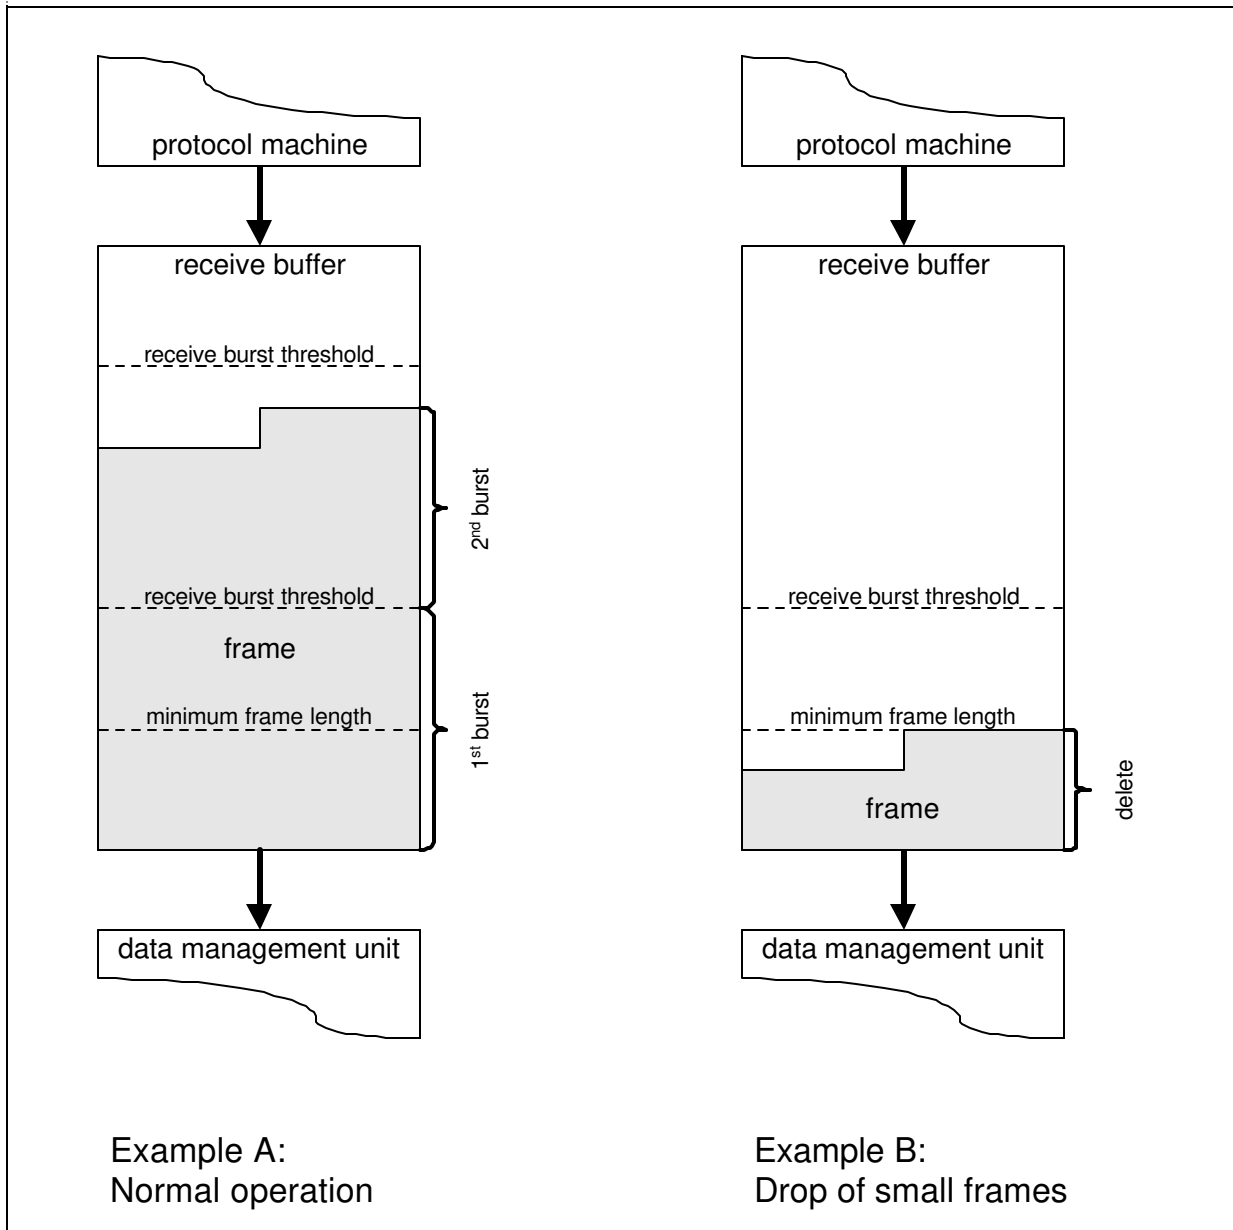 protocol machine
receive buffer
receive burst threshold
2nd burst
receive burst threshold
frame
minimum frame length
1st burst
data management unit
Example A:
Normal operation
protocol machine
receive buffer
receive burst threshold
minimum frame length
frame
delete
data management unit
Example B:
Drop of small frames